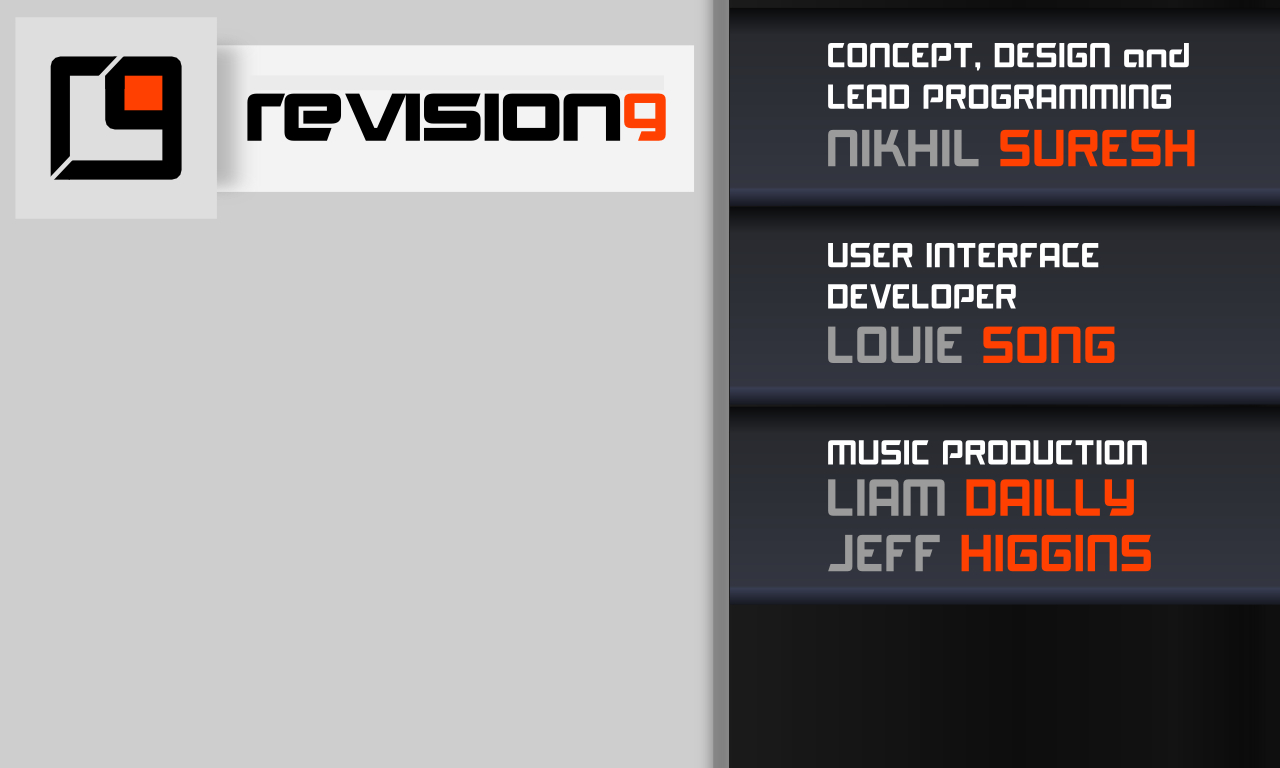 r9
revision9
CONCEPT, DESIGN and
LEAD PROGRAMMING
NIKHIL SURESH
USER INTERFACE
DEVELOPER
LOUIE SONG
MUSIC PRODUCTION
LIAM DAILLY
JEFF HIGGINS